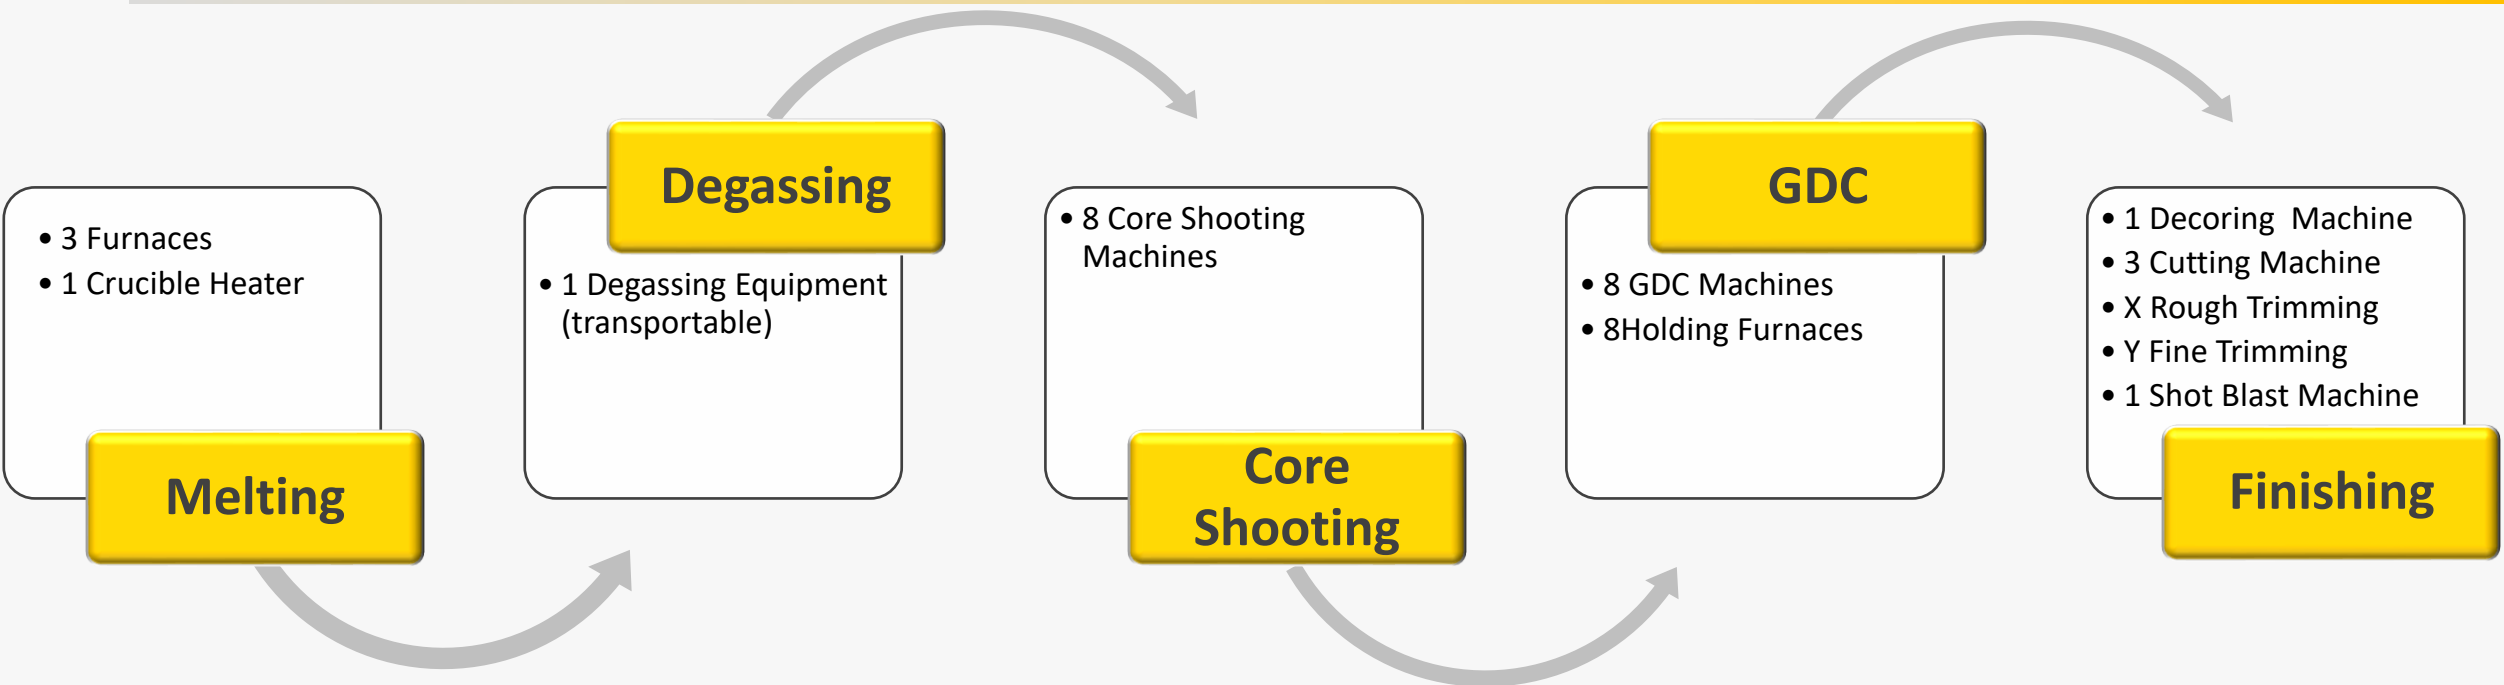 • 3 Furnaces
• 1 Crucible Heater
Melting
Degassing
• 1 Degassing Equipment
(transportable)
• 8 Core Shooting
Machines
Core
Shooting
GDC
• 8 GDC Machines
• 8Holding Furnaces
• 1 Decoring  Machine
• 3 Cutting Machine
• X Rough Trimming
• Y Fine Trimming
• 1 Shot Blast Machine
Finishing